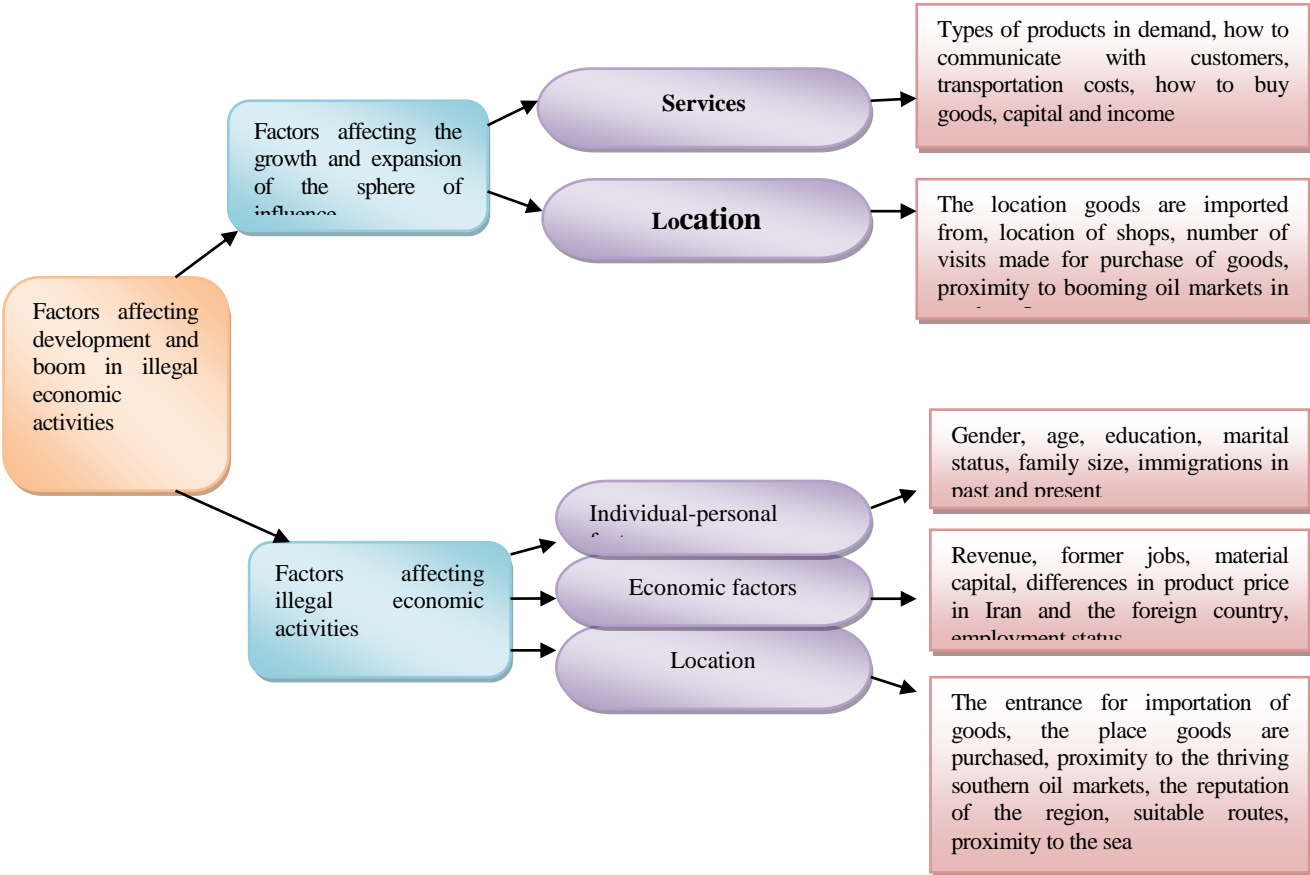 Factors affecting development and
boom in illegal
economic
activities
Factors affecting the
growth and expansion
of the sphere of
influence
Services
Location
Types of products in demand, how to
communicate with customers,
transportation costs, how to buy
goods, capital and income
The location goods are imported
from, location of shops, number of
visits made for purchase of goods,
proximity to booming oil markets in
Factors affecting
illegal economic
activities
Individual-personal
Economic factors
Location
Gender, age, education, marital
status, family size, immigrations in
past and present
Revenue, former jobs, material
capital, differences in product price
in Iran and the foreign country,
employment status
The entrance for importation of
goods, the place goods are
purchased, proximity to the thriving
southern oil markets, the reputation
of the region, suitable routes,
proximity to the sea